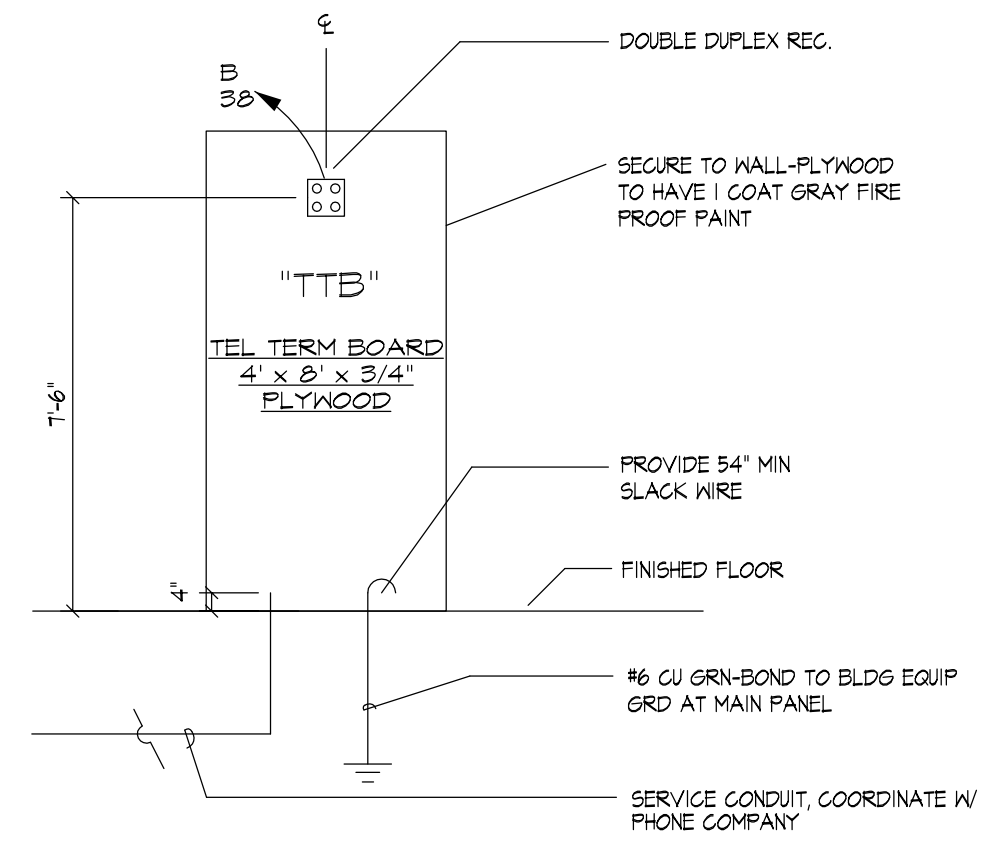 ℄
DOUBLE DUPLEX REC.
B
38
SECURE TO WALL-PLYWOOD
TO HAVE 1 COAT GRAY FIRE
PROOF PAINT
"TTB"
TEL TERM BOARD
4' x 8' x 3/4"
PLYWOOD
7'-6"
PROVIDE 54" MIN
SLACK WIRE
4"
FINISHED FLOOR
#6 CU GRN-BOND TO BLDG EQUIP
GRD AT MAIN PANEL
SERVICE CONDUIT, COORDINATE W/
PHONE COMPANY